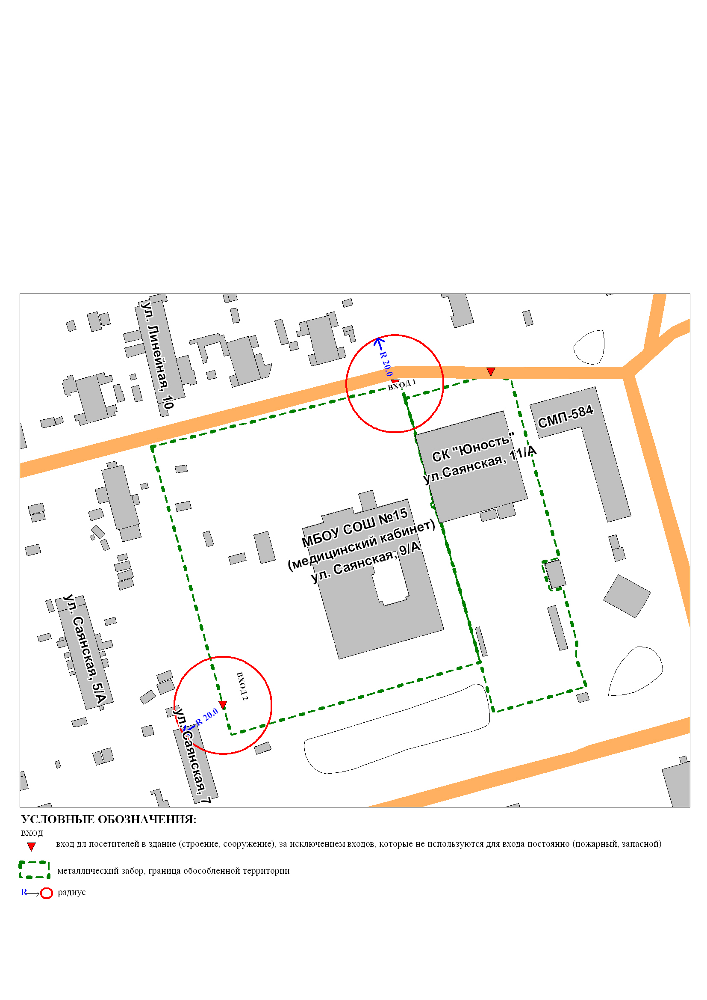 ул. Линейная, 10
R 20.0
ВХОД 1
СМП-584
СК "Юность"
ул.Саянская, 11/А
МБОУ СОШ №15
(медицинский кабинет)
ул. Саянская, 9/А
ул. Саянская, 5/А
ВХОД 2
R 20.0
ул. Саянская, 7
УСЛОВНЫЕ ОБОЗНАЧЕНИЯ:
ВХОД
вход дл посетителей в здание (строение, сооружение), за исключением входов, которые не используются для входа постоянно (пожарный, запасной)
металлический забор, граница обособленной территории
R радиус